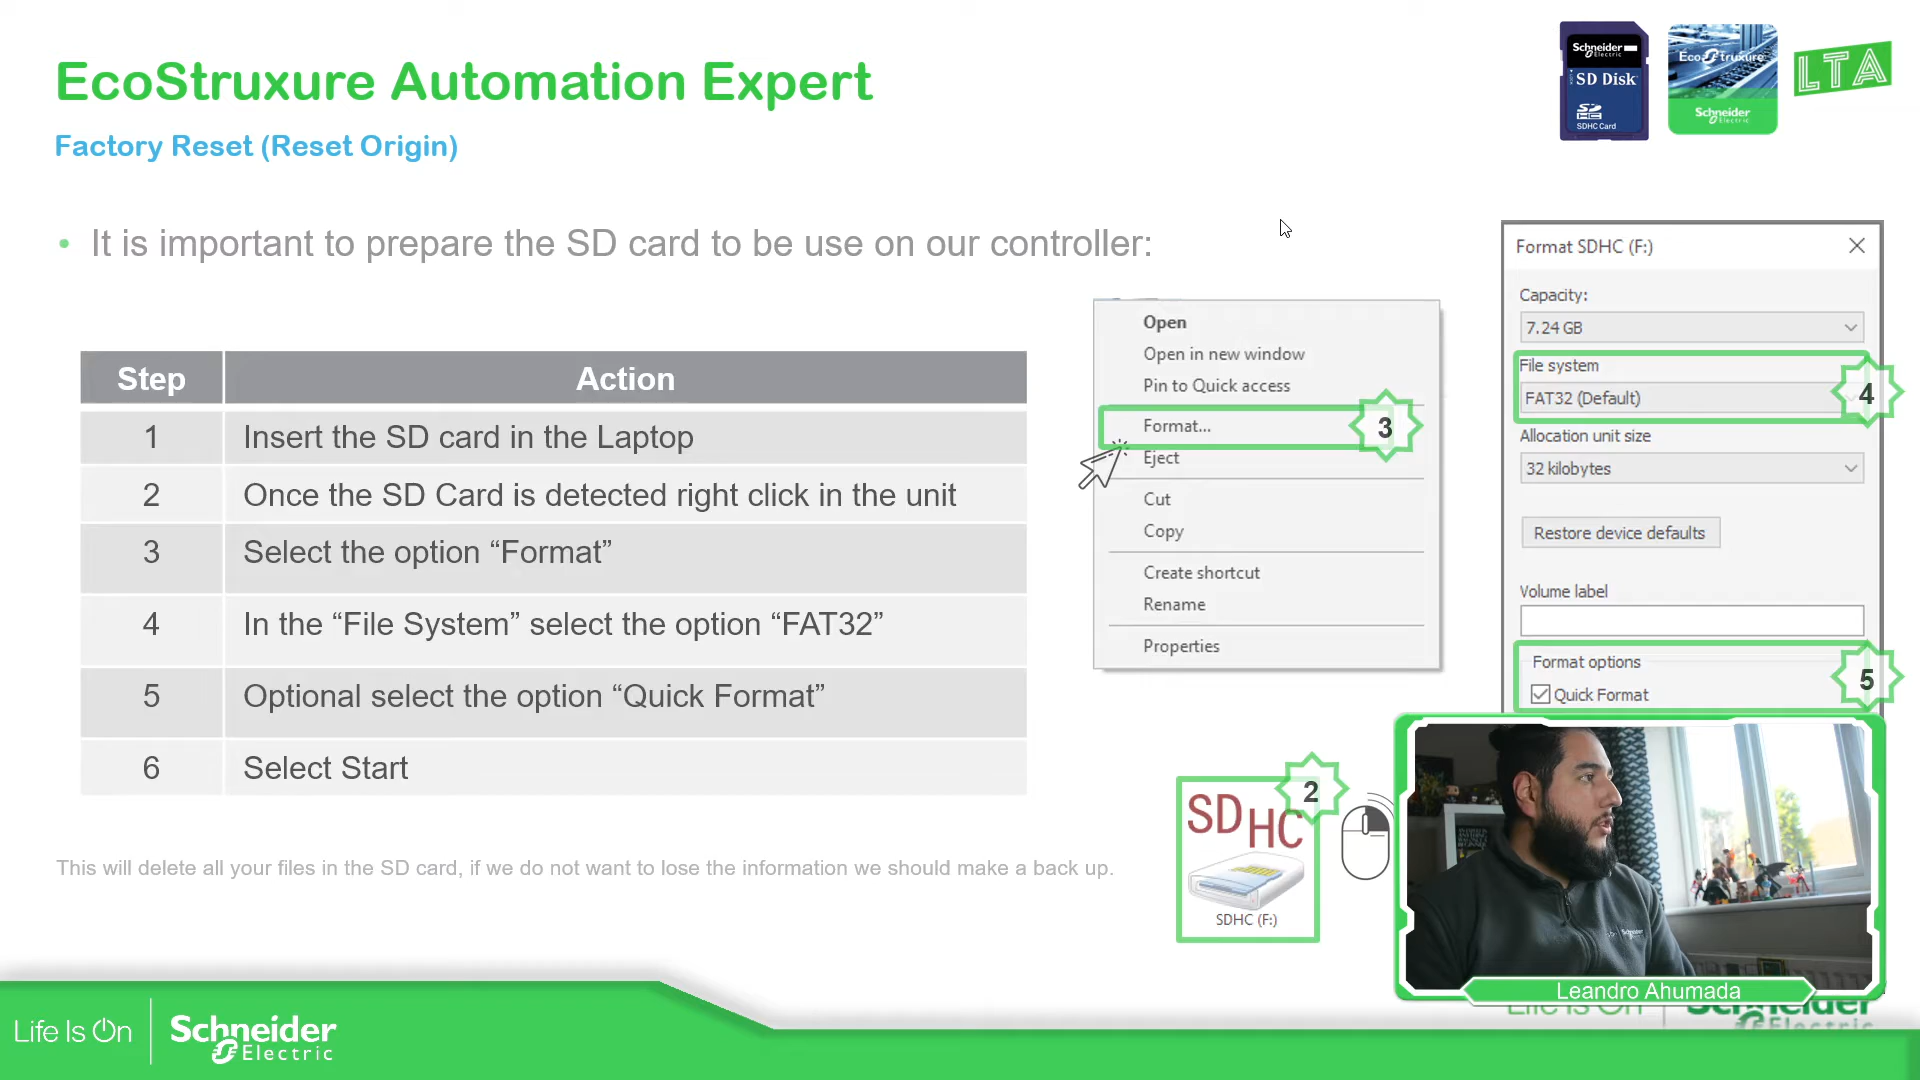 EcoStruxure Automation Expert
Factory Reset (Reset Origin)
Schneider
SD Disk
SDHC Card
EcoStruxure
Schneider
Electric
LTA
• It is important to prepare the SD card to be use on our controller:
Step Action
1 Insert the SD card in the Laptop
2 Once the SD Card is detected right click in the unit
3 Select the option “Format”
4 In the “File System” select the option “FAT32”
5 Optional select the option “Quick Format”
6 Select Start
This will delete all your files in the SD card, if we do not want to lose the information we should make a back up.
Open
Open in new window
Pin to Quick access
Format...
3
Eject
Cut
Copy
Create shortcut
Rename
Properties
Format SDHC (F:)
Capacity:
7.24 GB
File system
FAT32 (Default)
4
Allocation unit size
32 kilobytes
Restore device defaults
Volume label
Format options
5
Quick Format
2
SD HC
SDHC (F:)
Schneider
Leandro Ahumada
Life Is On
Schneider
Electric
Life Is On
Schneider
Electric